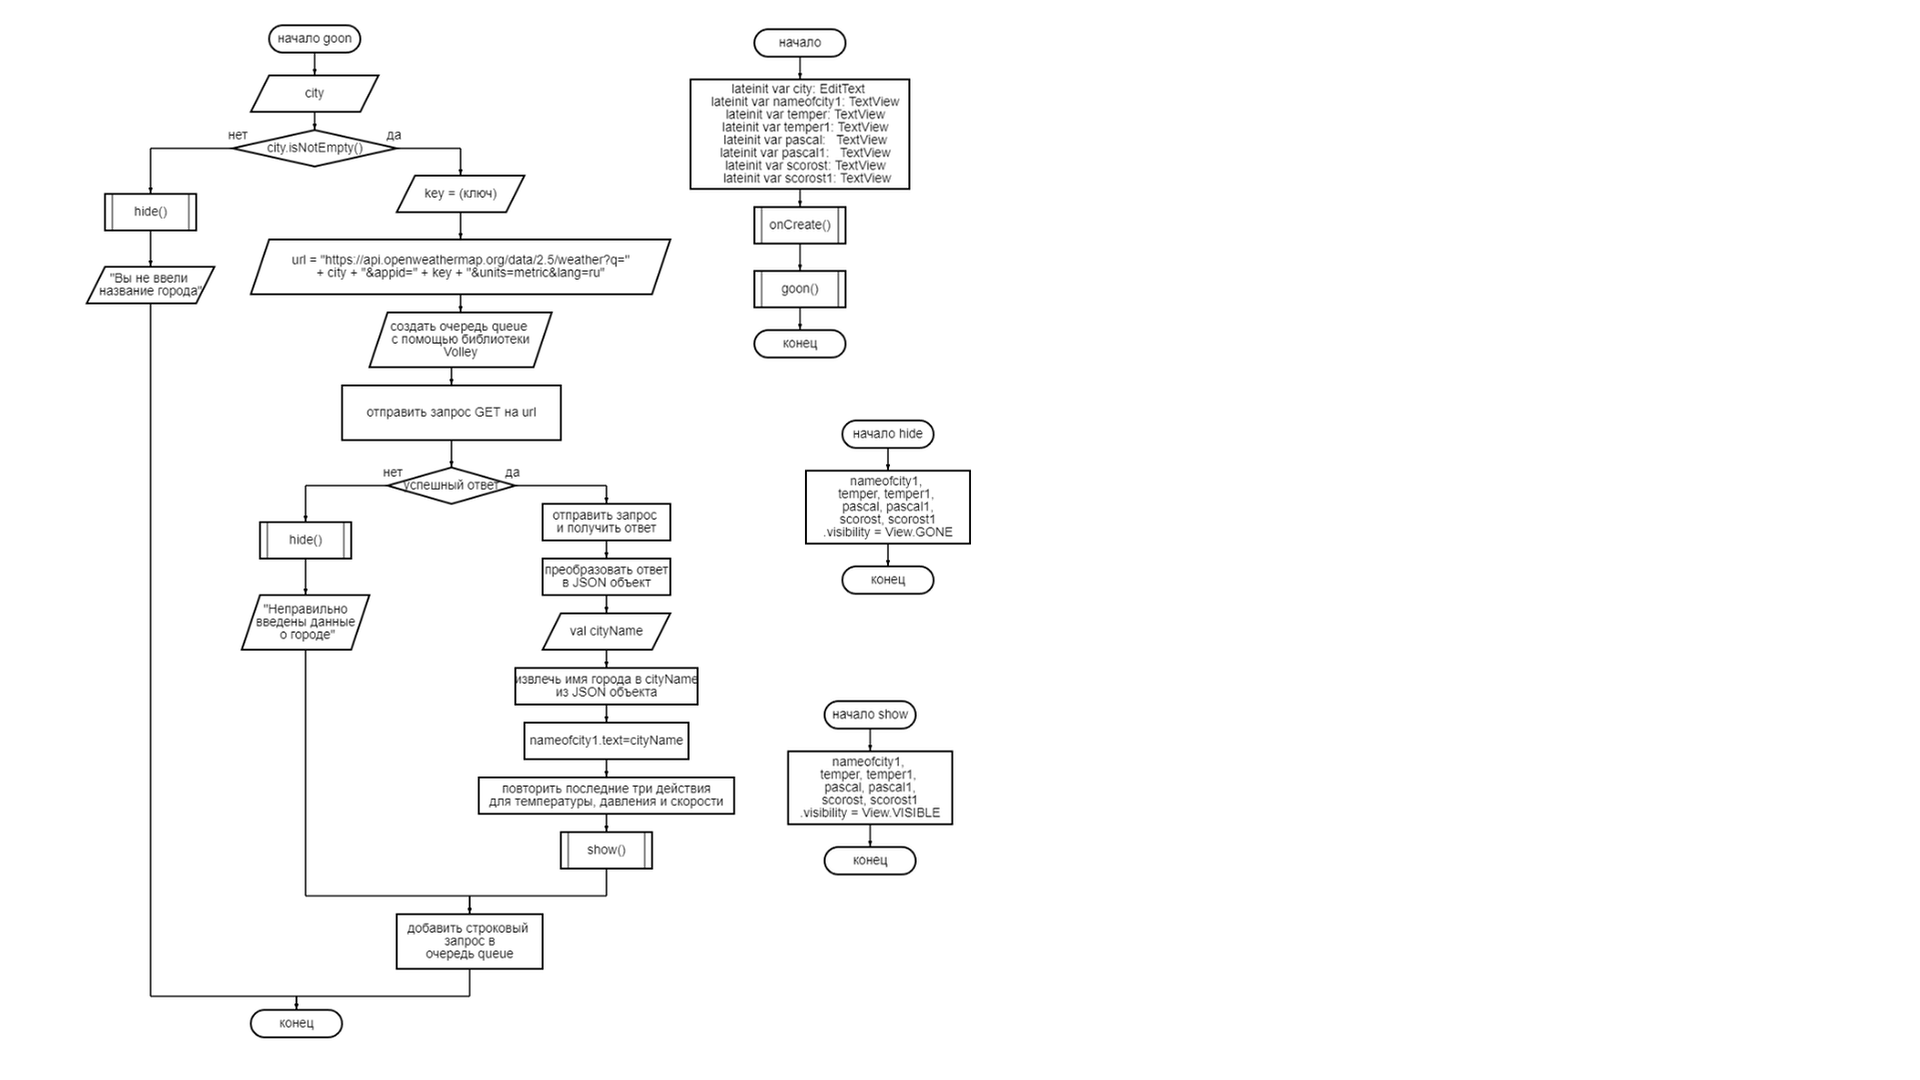 начало goon
city
нет
да
city.isNotEmpty()
hide()
"Вы не ввели
название города"
key = (ключ)
url = "https://api.openweathermap.org/data/2.5/weather?q="
+ city + "&appid=" + key + "&units=metric&lang=ru"
создать очередь queue
с помощью библиотеки
Volley
отправить запрос GET на url
нет
да
успешный ответ
hide()
"Неправильно
введены данные
о городе"
отправить запрос
и получить ответ
преобразовать ответ
в JSON объект
val cityName
извлечь имя города в cityName
из JSON объекта
nameofcity1.text=cityName
повторить последние три действия
для температуры, давления и скорости
show()
добавить строковый
запрос в
очередь queue
конец
начало
lateinit var city: EditText
lateinit var nameofcity1: TextView
lateinit var temper: TextView
lateinit var temper1: TextView
lateinit var pascal: TextView
lateinit var pascal1: TextView
lateinit var scorost: TextView
lateinit var scorost1: TextView
onCreate()
goon()
конец
начало hide
nameofcity1,
temper, temper1,
pascal, pascal1,
scorost, scorost1
.visibility = View.GONE
конец
начало show
nameofcity1,
temper, temper1,
pascal, pascal1,
scorost, scorost1
.visibility = View.VISIBLE
конец